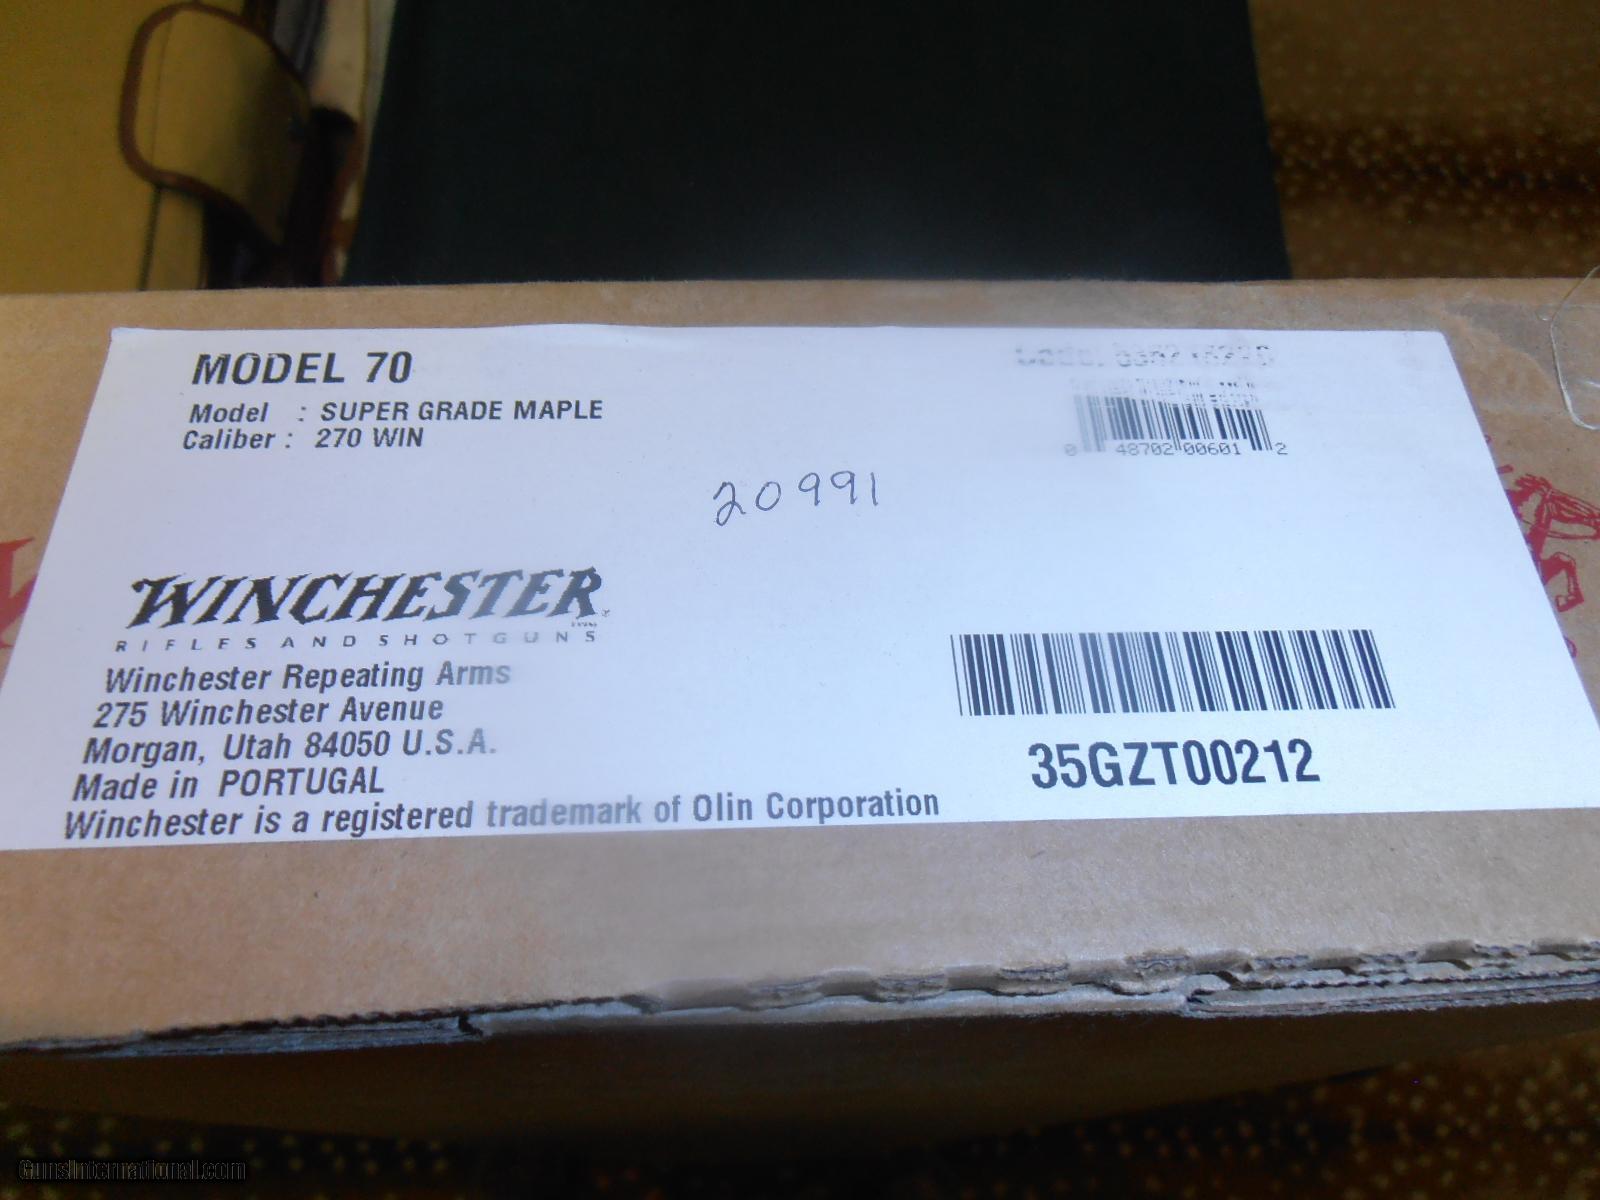 MODEL 70
Model : SUPER GRADE MAPLE
Caliber : 270 WIN
0 48702 00601 2
20991
WINCHESTER
RIFLES AND SHOTGUNS
Winchester Repeating Arms
275 Winchester Avenue
Morgan, Utah 84050 U.S.A.
Made in PORTUGAL
Winchester is a registered trademark of Olin Corporation
35GZT00212
GunsInternational.com